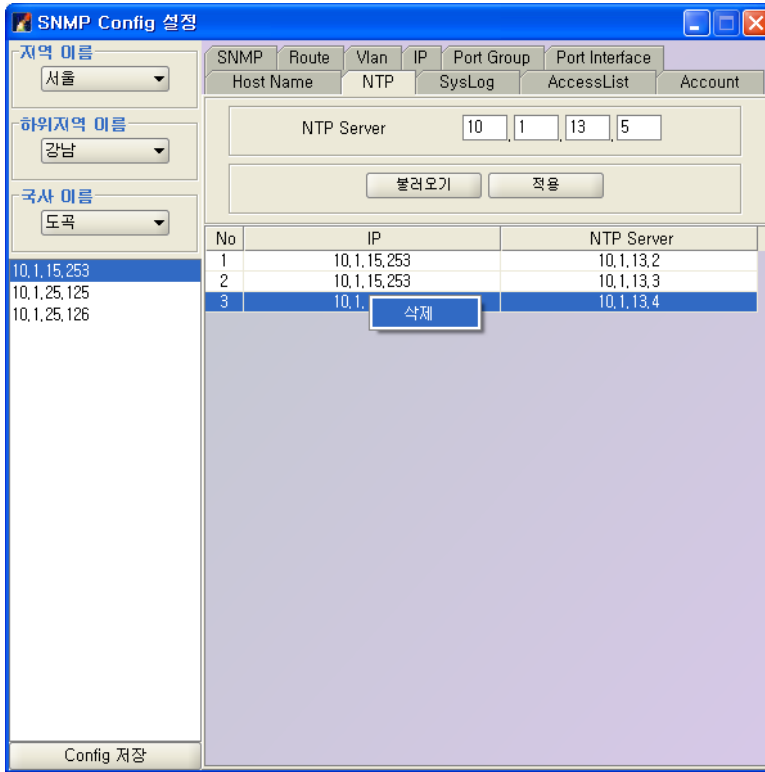 SNMP Config 설정
지역 이름
서울
하위지역 이름
강남
국사 이름
도곡
10,1,15,253
10,1,25,125
10,1,25,126
Config 저장
SNMP Route Vlan IP Port Group Port Interface
Host Name NTP SysLog AccessList Account
NTP Server 10 . 1 . 13 . 5
불러오기 적용
No IP NTP Server
1 10,1,15,253 10,1,13,2
2 10,1,15,253 10,1,13,3
3 10,1, 10,1,13,4
삭제